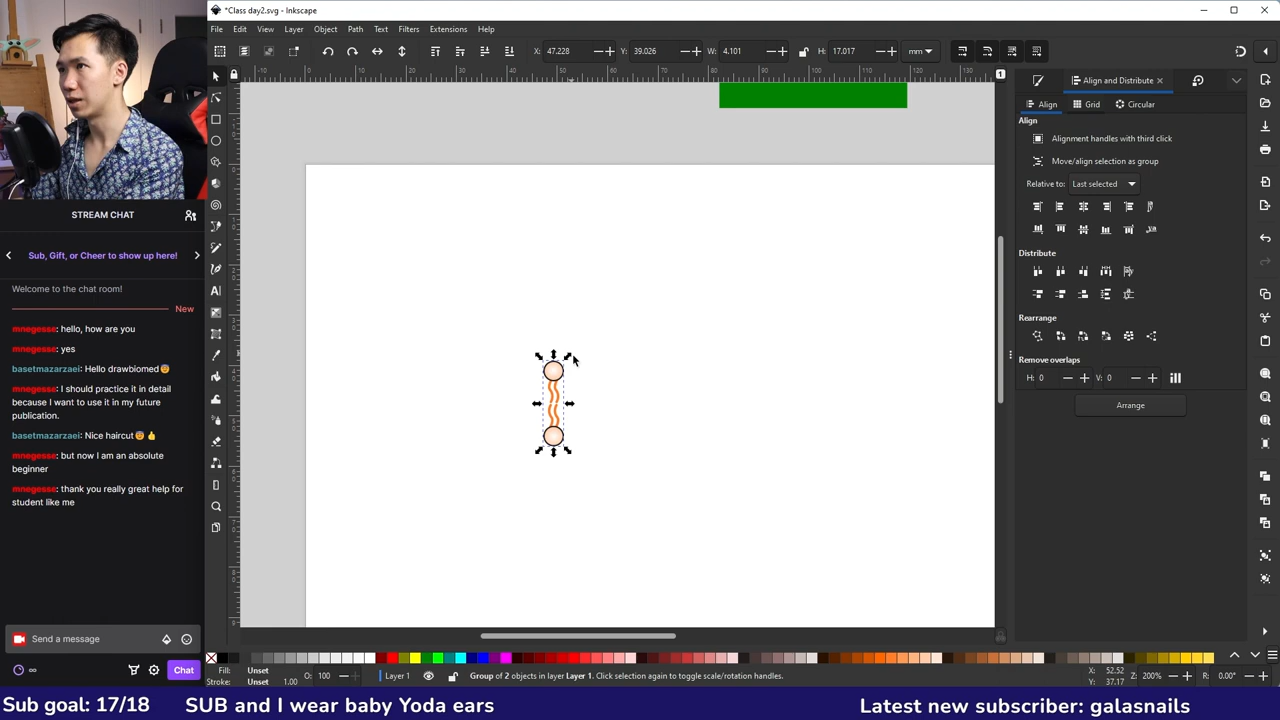 *Class day2.svg - Inkscape
File Edit View Layer Object Path Text Filters Extensions Help
X: 47.228 Y: 39.026 W: 4.101 H: 17.017 mm
Align and Distribute
Align Grid Circular
Align
Alignment handles with third click
Move/align selection as group
Relative to: Last selected
Distribute
Rearrange
Remove overlaps
H: 0 V: 0
Arrange
STREAM CHAT
Sub, Gift, or Cheer to show up here!
Welcome to the chat room!
New
mnegesse: hello, how are you
mnegesse: yes
basetmazarzaei: Hello drawbiomed
mnegesse: I should practice it in detail
because I want to use it in my future
publication.
basetmazarzaei: Nice haircut
mnegesse: but now I am an absolute
beginner
mnegesse: thank you really great help for
student like me
Send a message
Chat
Fill: Unset
Stroke: Unset 1.00
O: 100
Layer 1
Group of 2 objects in layer Layer 1. Click selection again to toggle scale/rotation handles.
X: 52.52
Y: 37.17
Z: 200%
R: 0.00°
Sub goal: 17/18 SUB and I wear baby Yoda ears Latest new subscriber: galasnails